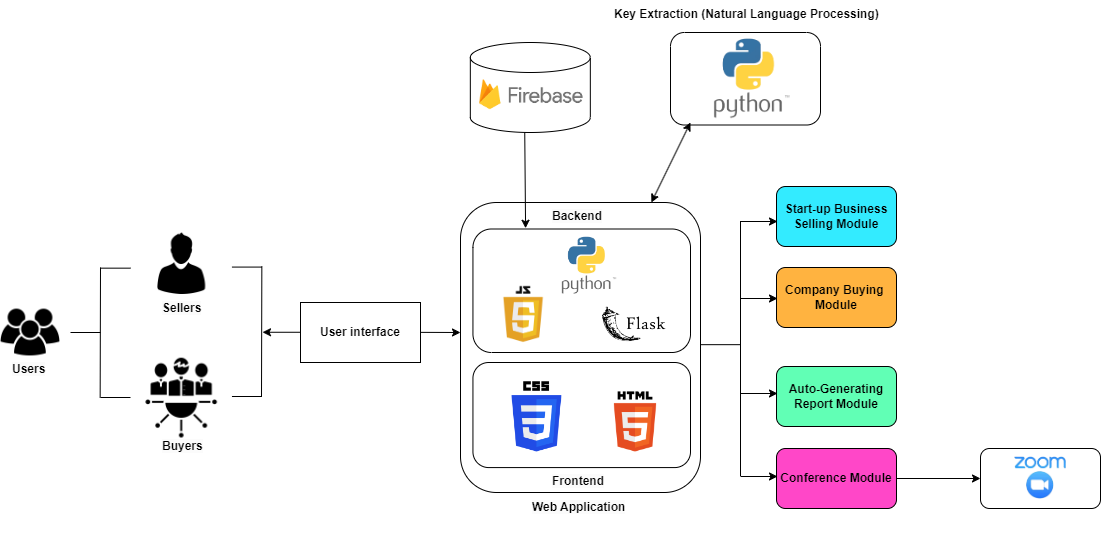 Key Extraction (Natural Language Processing)
Firebase
python™
Backend
python™
JS
5
Flask
CSS
3
HTML
5
Frontend
Web Application
Users
Sellers
Buyers
User interface
Start-up Business
Selling Module
Company Buying
Module
Auto-Generating
Report Module
Conference Module
zoom